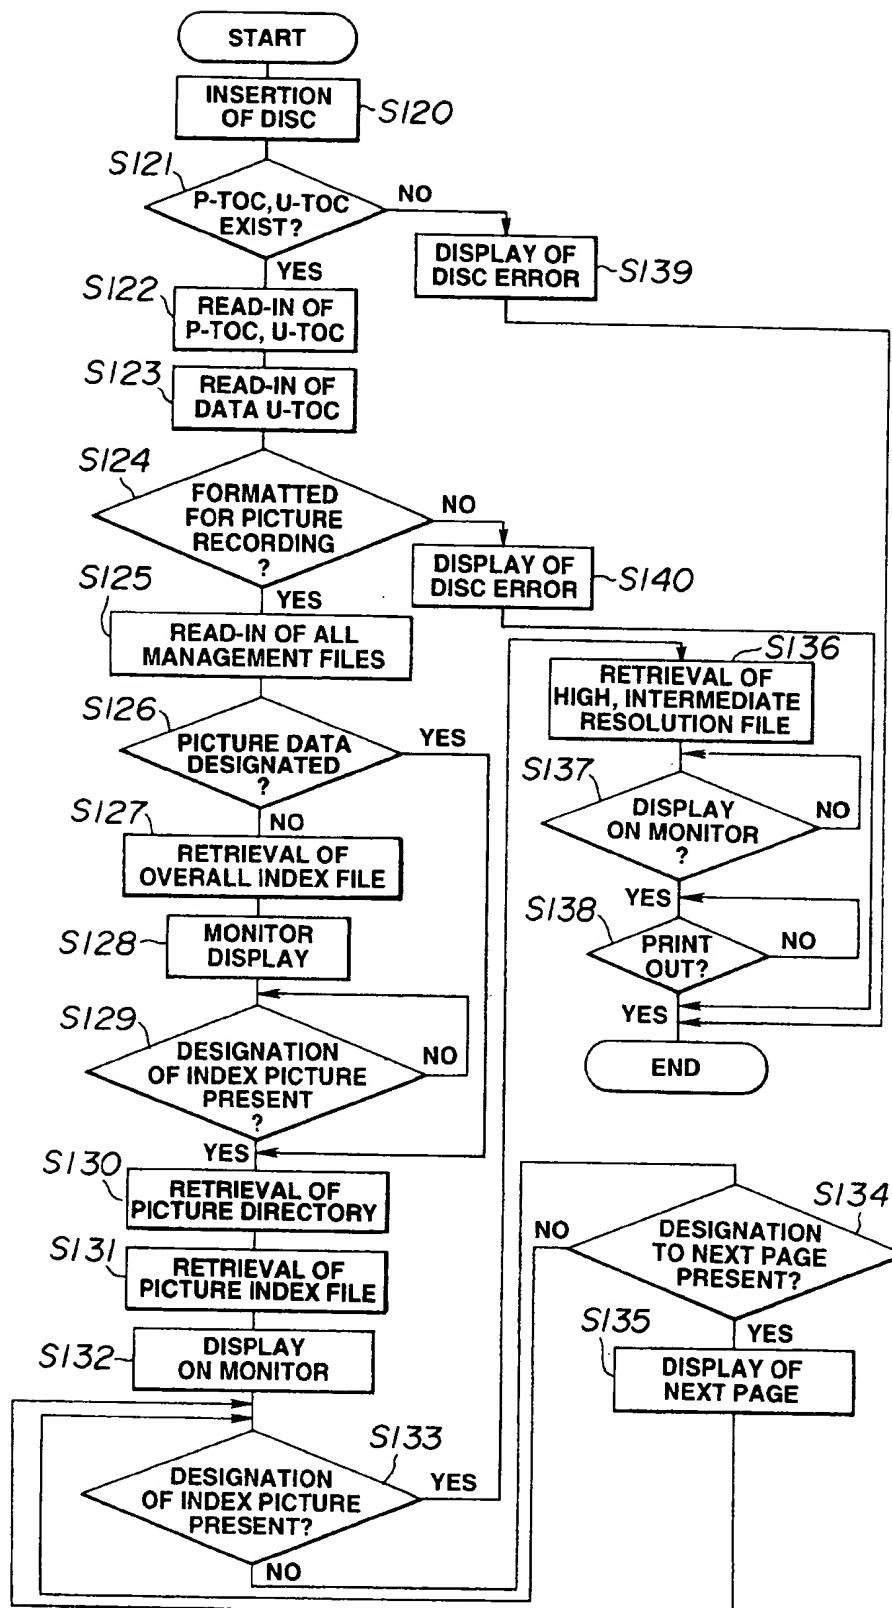 START
INSERTION
OF DISC
S120
S121
P-TOC, U-TOC
EXIST?
NO
YES
DISPLAY OF
DISC ERROR
S139
S122
READ-IN OF
P-TOC, U-TOC
S123
READ-IN OF
DATA U-TOC
S124
FORMATTED
FOR PICTURE
RECORDING
?
NO
YES
DISPLAY OF
DISC ERROR
S140
S125
READ-IN OF ALL
MANAGEMENT FILES
S126
PICTURE DATA
DESIGNATED
?
YES
NO
S127
RETRIEVAL OF
OVERALL INDEX FILE
S128
MONITOR
DISPLAY
S129
DESIGNATION
OF INDEX PICTURE
PRESENT
?
NO
YES
S130
RETRIEVAL OF
PICTURE DIRECTORY
S131
RETRIEVAL OF
PICTURE INDEX FILE
S132
DISPLAY
ON MONITOR
S133
DESIGNATION
OF INDEX PICTURE
PRESENT?
YES
NO
S134
DESIGNATION
TO NEXT PAGE
PRESENT?
NO
YES
S135
DISPLAY OF
NEXT PAGE
S136
RETRIEVAL OF
HIGH, INTERMEDIATE
RESOLUTION FILE
S137
DISPLAY
ON MONITOR
?
NO
YES
S138
PRINT
OUT?
NO
YES
END